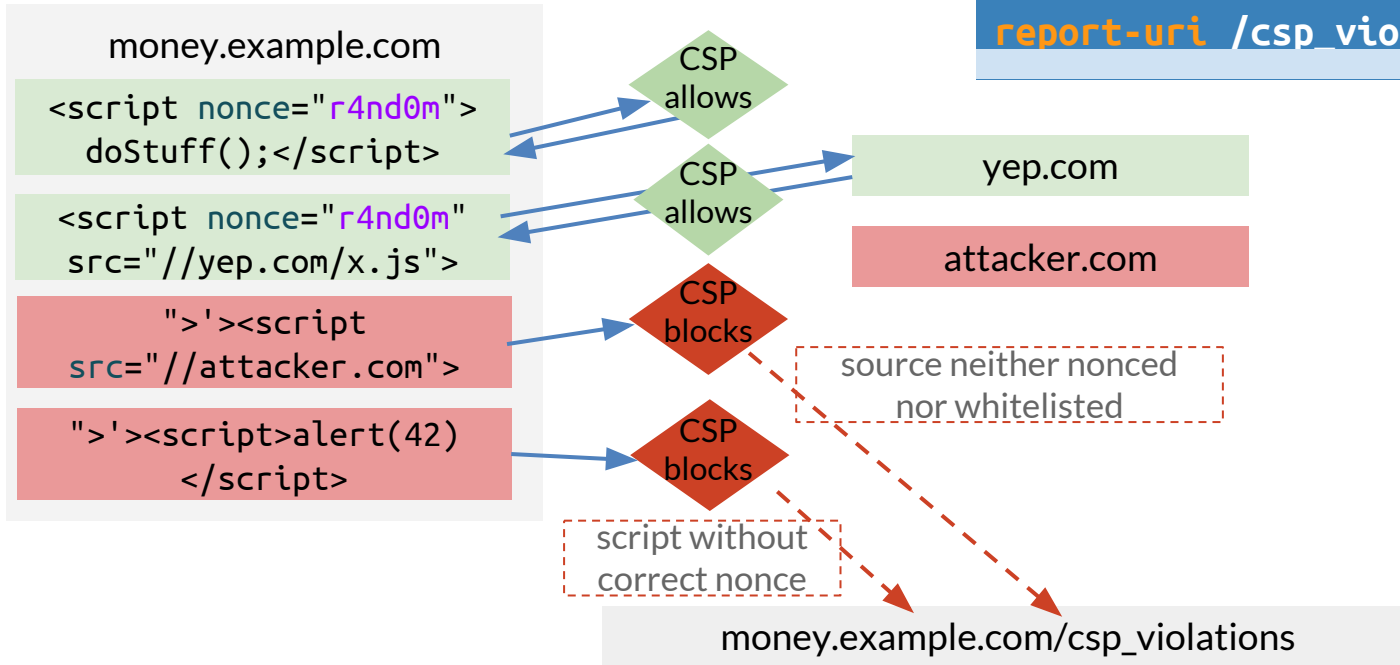 money.example.com
<script nonce="r4nd0m">
doStuff();</script>
<script nonce="r4nd0m"
src="//yep.com/x.js">
">'><script
src="//attacker.com">
">'><script>alert(42)
</script>
CSP
allows
CSP
allows
CSP
blocks
CSP
blocks
report-uri /csp_vio
yep.com
attacker.com
source neither nonced
nor whitelisted
script without
correct nonce
money.example.com/csp_violations